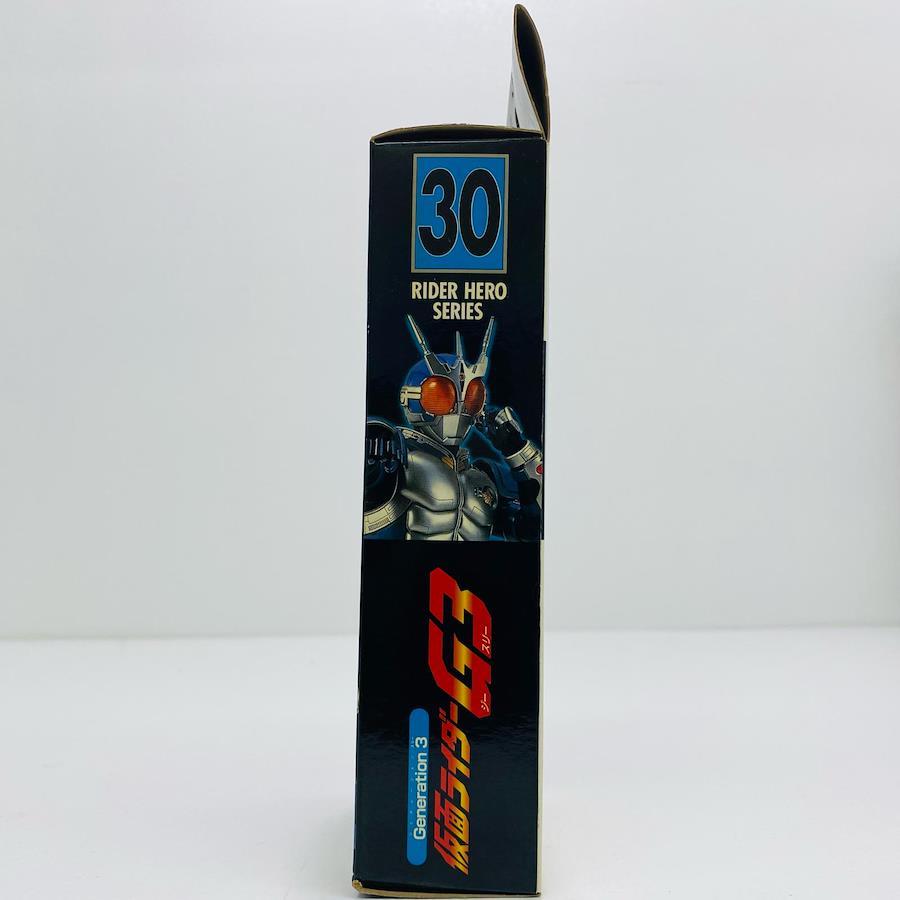 30
RIDER HERO
SERIES
Generation 3
仮面ライダーG3
ジー スリー